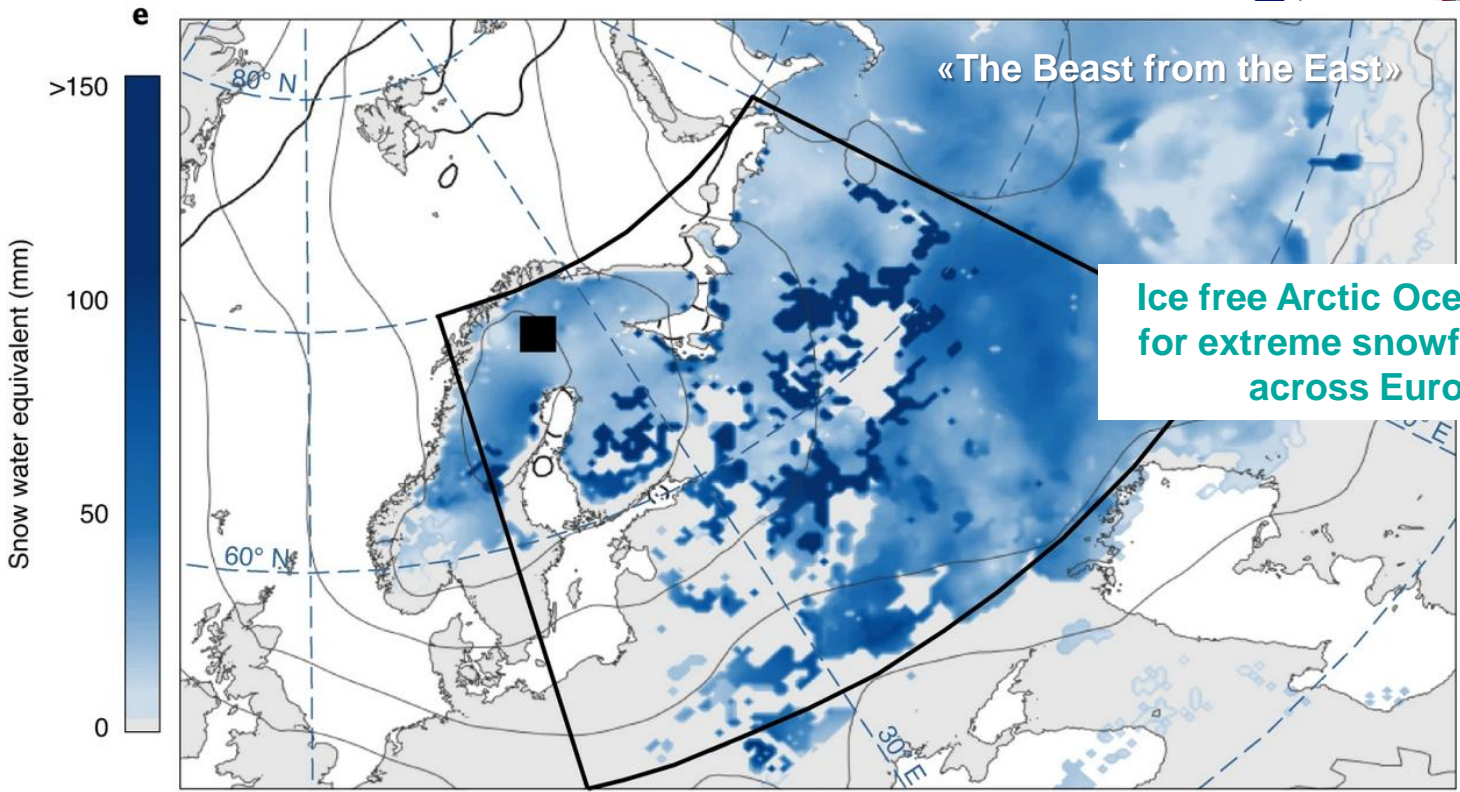 e
«The Beast from the East»
>150
80° N
100
Snow water equivalent (mm)
Ice free Arctic Oce
for extreme snowf
across Euro
50
60° N
0
30° E